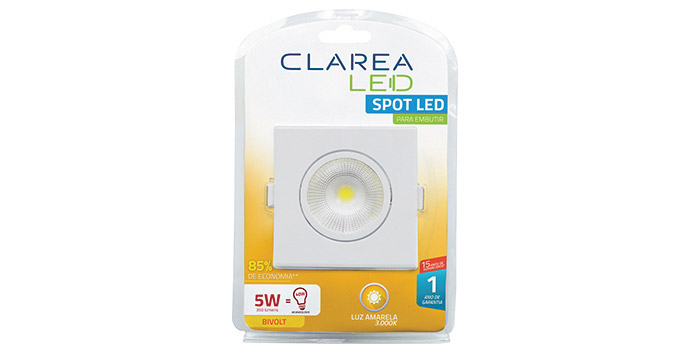 CLAREA
LED
SPOT LED
PARA EMBUTIR
85%
DE ECONOMIA**
5W = 40W
BIVOLT
LUZ AMARELA
3.000K
15
1
ANO DE
GARANTIA